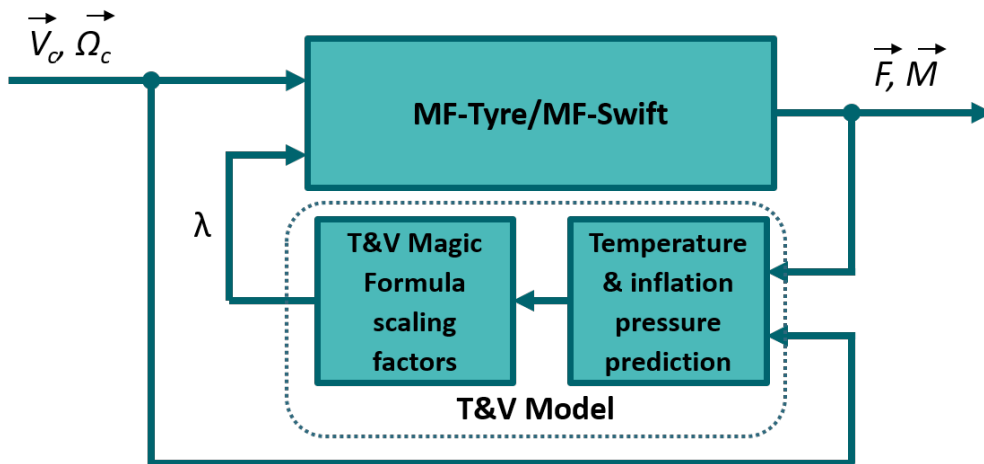 V⃗c, Ω⃗c
MF-Tyre/MF-Swift
F⃗, M⃗
λ
T&V Magic
Formula
scaling
factors
Temperature
& inflation
pressure
prediction
T&V Model